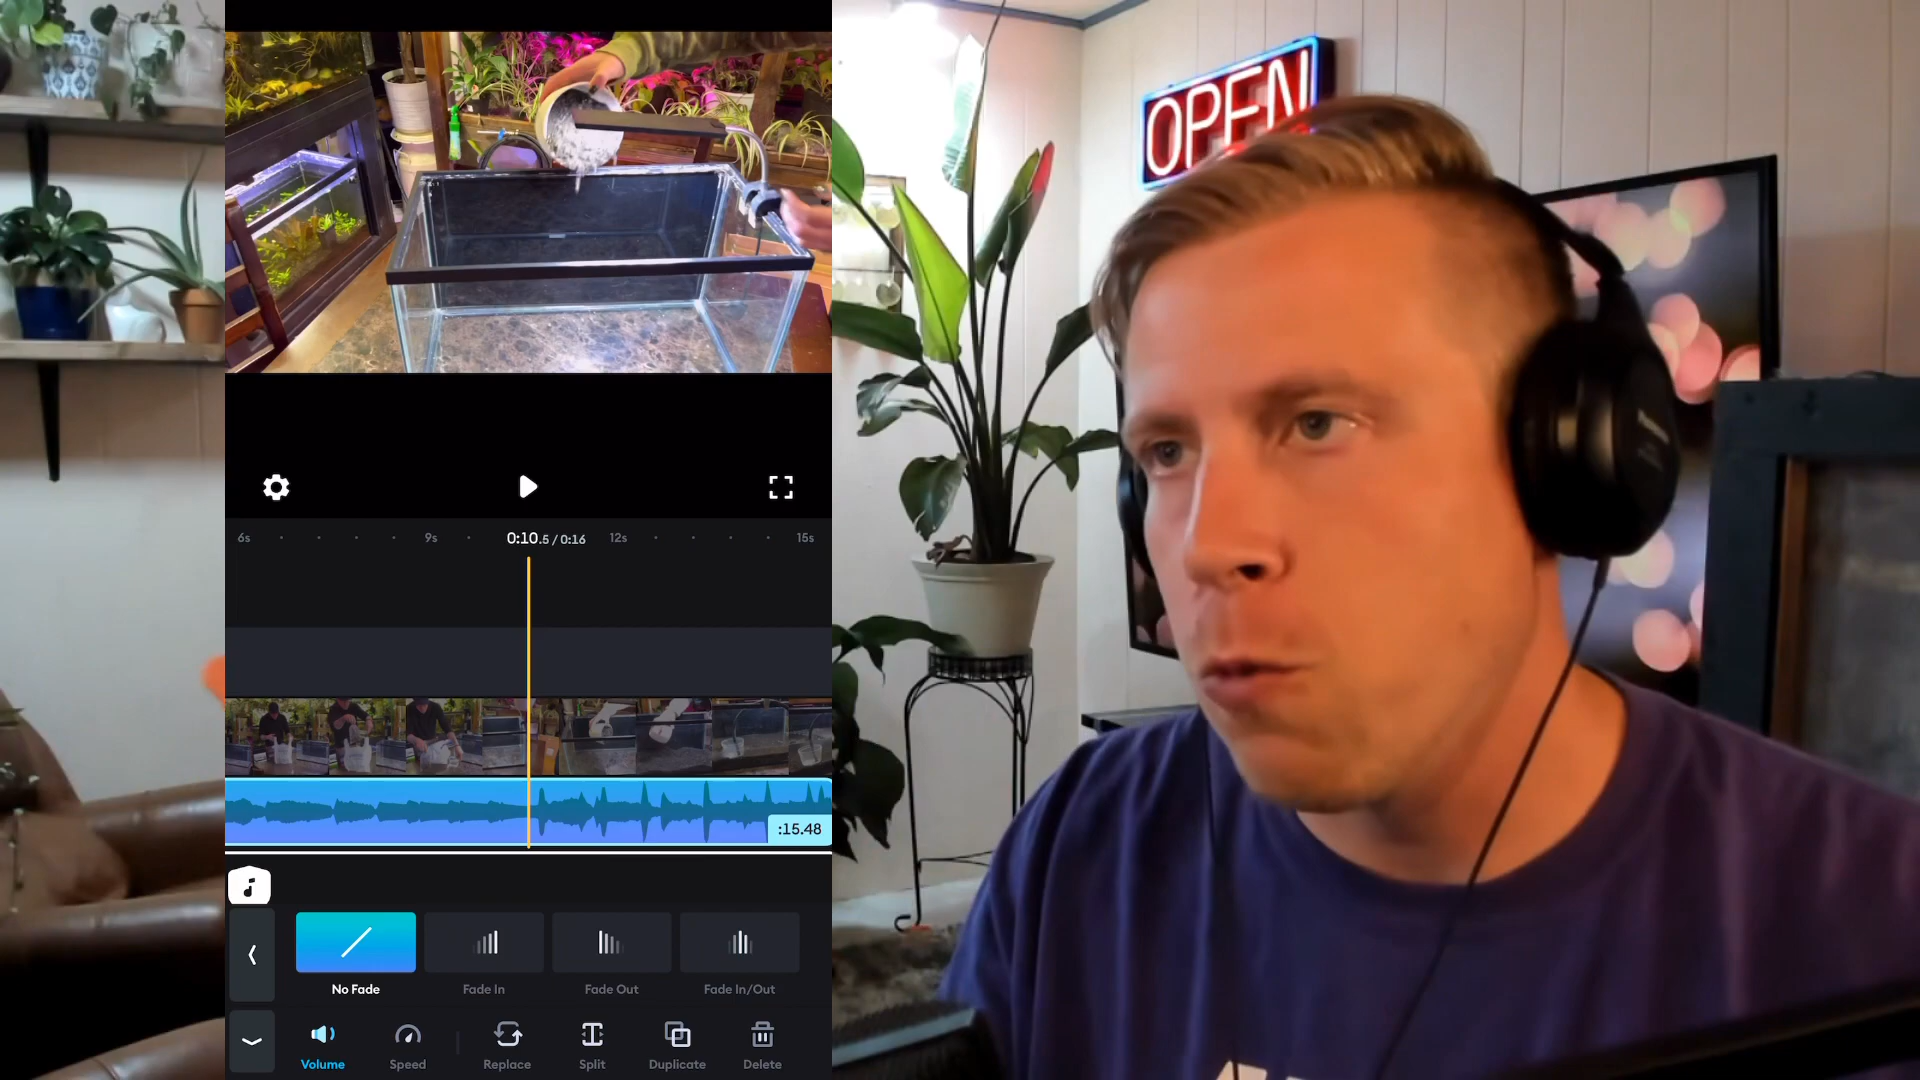 OPEN
6s
9s
0:10.5 / 0:16
12s
15s
:15.48
No Fade
Fade In
Fade Out
Fade In/Out
Volume
Speed
Replace
Split
Duplicate
Delete